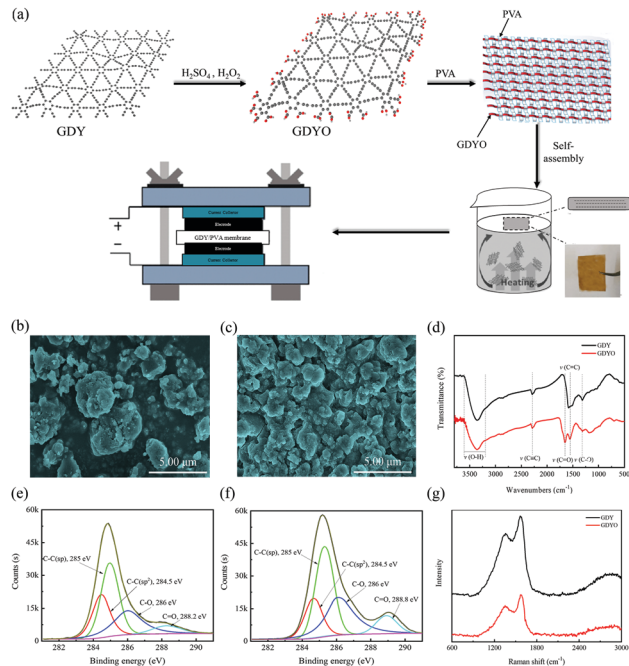 (a)
PVA
H₂SO₄ , H₂O₂
PVA
GDY
GDYO
GDYO
Self-
assembly
+
−
Current Collector
Electrode
GDY/PVA membrane
Electrode
Current Collector
Heating
(b)
(c)
(d)
5.00 μm
5.00 μm
GDY
GDYO
ν (C=C)
ν (O-H)
ν (C≡C)
ν (C=O)
ν (C-O)
Transmittance (%)
3500 3000 2500 2000 1500 1000 500
Wavenumbers (cm⁻¹)
(e)
60k
45k
30k
15k
0
Counts (s)
C-C(sp), 285 eV
C-C(sp²), 284.5 eV
C-O, 286 eV
C=O, 288.2 eV
282 284 286 288 290
Binding energy (eV)
(f)
60k
45k
30k
15k
0
Counts (s)
C-C(sp), 285 eV
C-C(sp²), 284.5 eV
C-O, 286 eV
C=O, 288.8 eV
282 284 286 288 290
Binding energy (eV)
(g)
GDY
GDYO
Intensity
600 1200 1800 2400 3000
Raman shift (cm⁻¹)